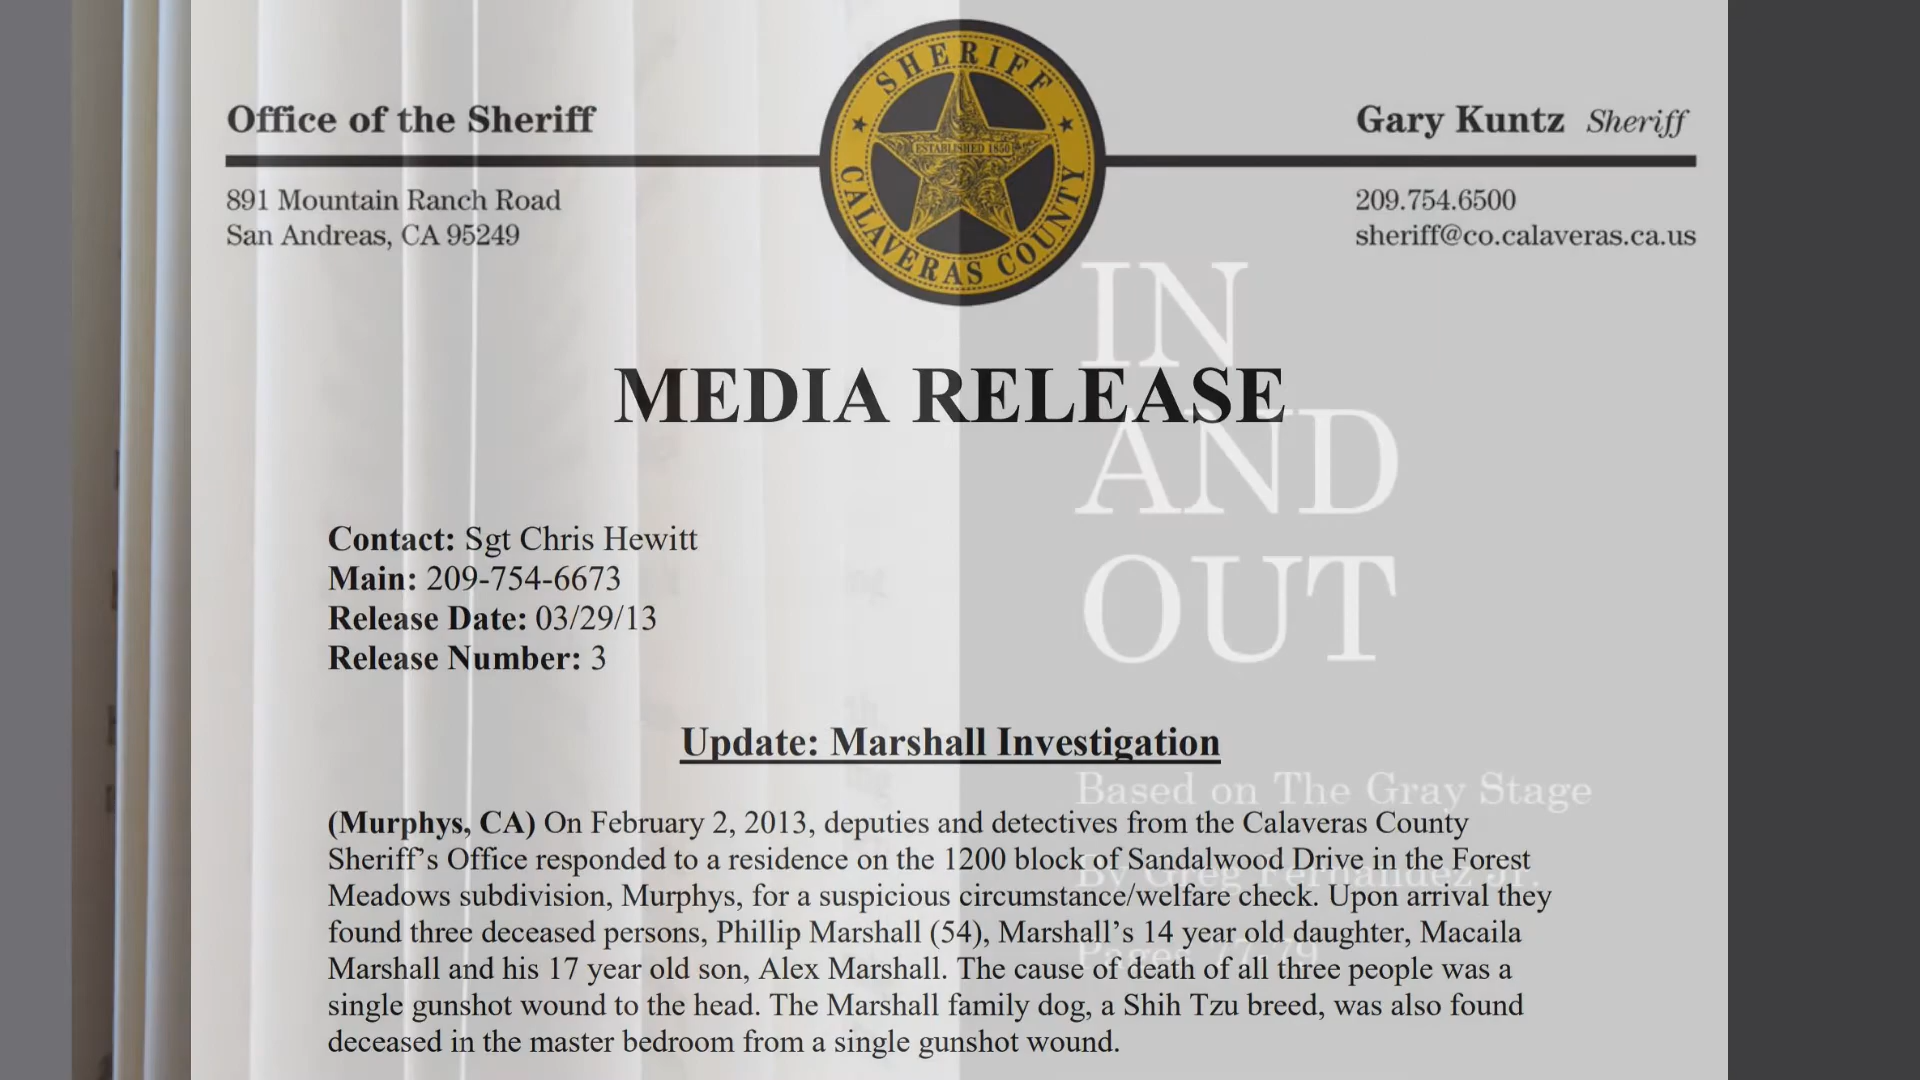 SHERIFF
ESTABLISHED 1850
CALAVERAS COUNTY
Office of the Sheriff
Gary Kuntz Sheriff
891 Mountain Ranch Road
San Andreas, CA 95249
209.754.6500
sheriff@co.calaveras.ca.us
IN
AND
OUT
MEDIA RELEASE
Contact: Sgt Chris Hewitt
Main: 209-754-6673
Release Date: 03/29/13
Release Number: 3
Update: Marshall Investigation
Based on The Gray Stage
By Greg Fernandez Jr.
Pages 77-79
(Murphys, CA) On February 2, 2013, deputies and detectives from the Calaveras County
Sheriff's Office responded to a residence on the 1200 block of Sandalwood Drive in the Forest
Meadows subdivision, Murphys, for a suspicious circumstance/welfare check. Upon arrival they
found three deceased persons, Phillip Marshall (54), Marshall's 14 year old daughter, Macaila
Marshall and his 17 year old son, Alex Marshall. The cause of death of all three people was a
single gunshot wound to the head. The Marshall family dog, a Shih Tzu breed, was also found
deceased in the master bedroom from a single gunshot wound.